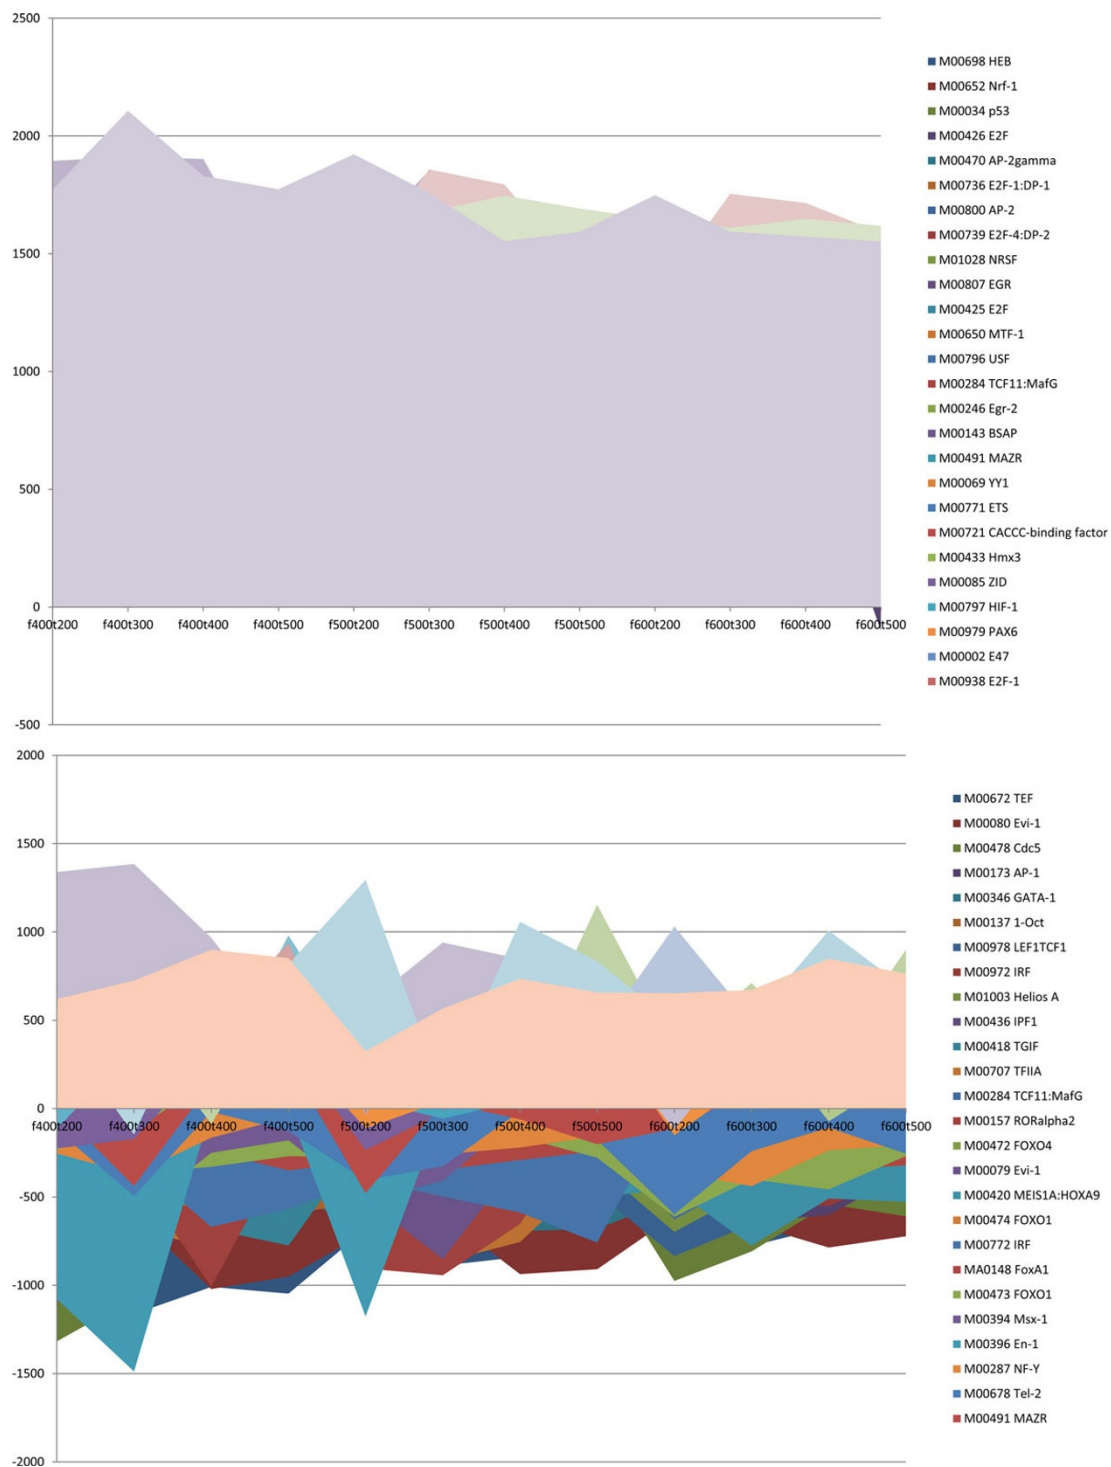 2500
2000
1500
1000
500
0
-500
f400t200 f400t300 f400t400 f400t500 f500t200 f500t300 f500t400 f500t500 f600t200 f600t300 f600t400 f600t500
M00698 HEB
M00652 Nrf-1
M00034 p53
M00426 E2F
M00470 AP-2gamma
M00736 E2F-1:DP-1
M00800 AP-2
M00739 E2F-4:DP-2
M01028 NRSF
M00807 EGR
M00425 E2F
M00650 MTF-1
M00796 USF
M00284 TCF11:MafG
M00246 Egr-2
M00143 BSAP
M00491 MAZR
M00069 YY1
M00771 ETS
M00721 CACCC-binding factor
M00433 Hmx3
M00085 ZID
M00797 HIF-1
M00979 PAX6
M00002 E47
M00938 E2F-1
2000
1500
1000
500
0
-500
-1000
-1500
-2000
f400t200 f400t300 f400t400 f400t500 f500t200 f500t300 f500t400 f500t500 f600t200 f600t300 f600t400 f600t500
M00672 TEF
M00080 Evi-1
M00478 Cdc5
M00173 AP-1
M00346 GATA-1
M00137 1-Oct
M00978 LEF1TCF1
M00972 IRF
M01003 Helios A
M00436 IPF1
M00418 TGIF
M00707 TFIIA
M00284 TCF11:MafG
M00157 RORalpha2
M00472 FOXO4
M00079 Evi-1
M00420 MEIS1A:HOXA9
M00474 FOXO1
M00772 IRF
MA0148 FoxA1
M00473 FOXO1
M00394 Msx-1
M00396 En-1
M00287 NF-Y
M00678 Tel-2
M00491 MAZR